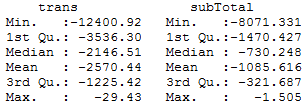 trans subTotal
Min. :-12400.92 Min. :-8071.331
1st Qu.: -3536.30 1st Qu.:-1470.427
Median : -2146.51 Median : -730.248
Mean : -2570.44 Mean :-1085.616
3rd Qu.: -1225.42 3rd Qu.: -321.687
Max. : -29.43 Max. : -1.505